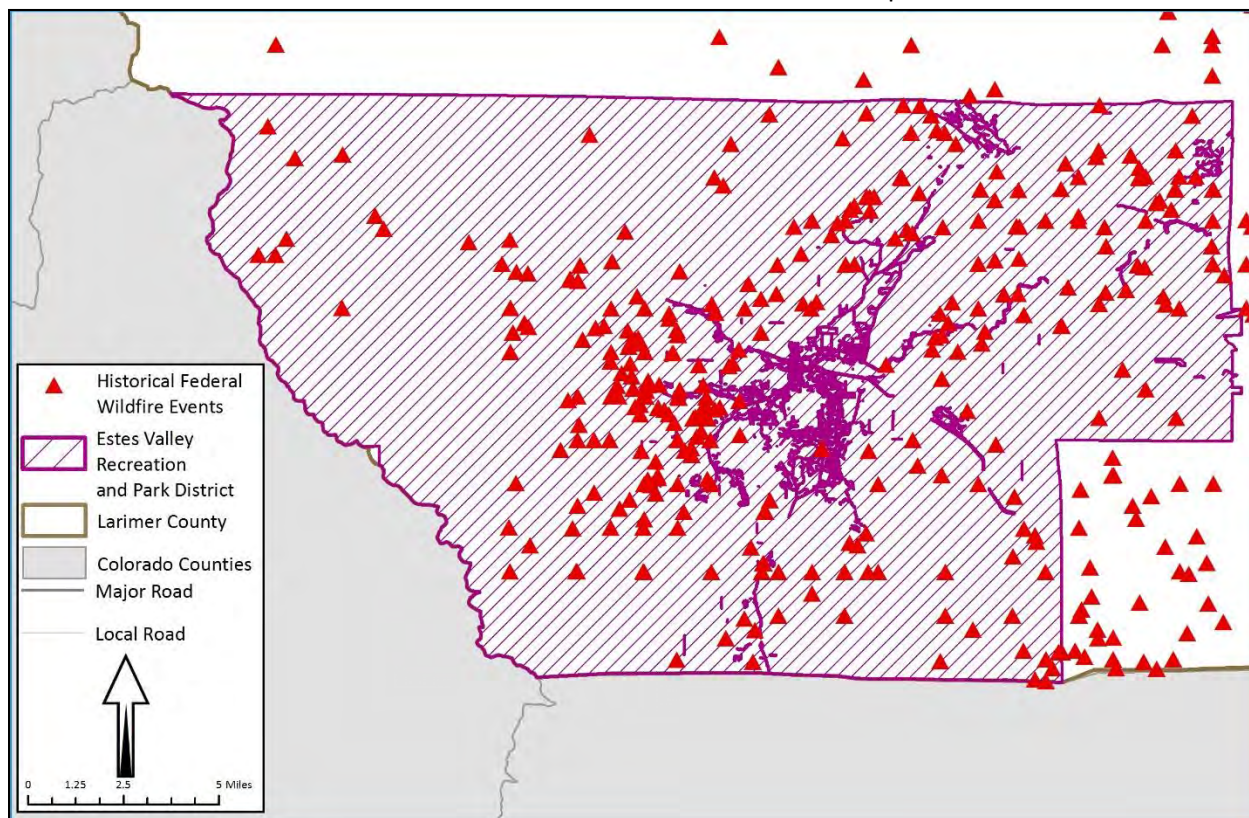 Historical Federal
Wildfire Events
Estes Valley
Recreation
and Park District
Larimer County
Colorado Counties
Major Road
Local Road
0 1.25 2.5 5 Miles